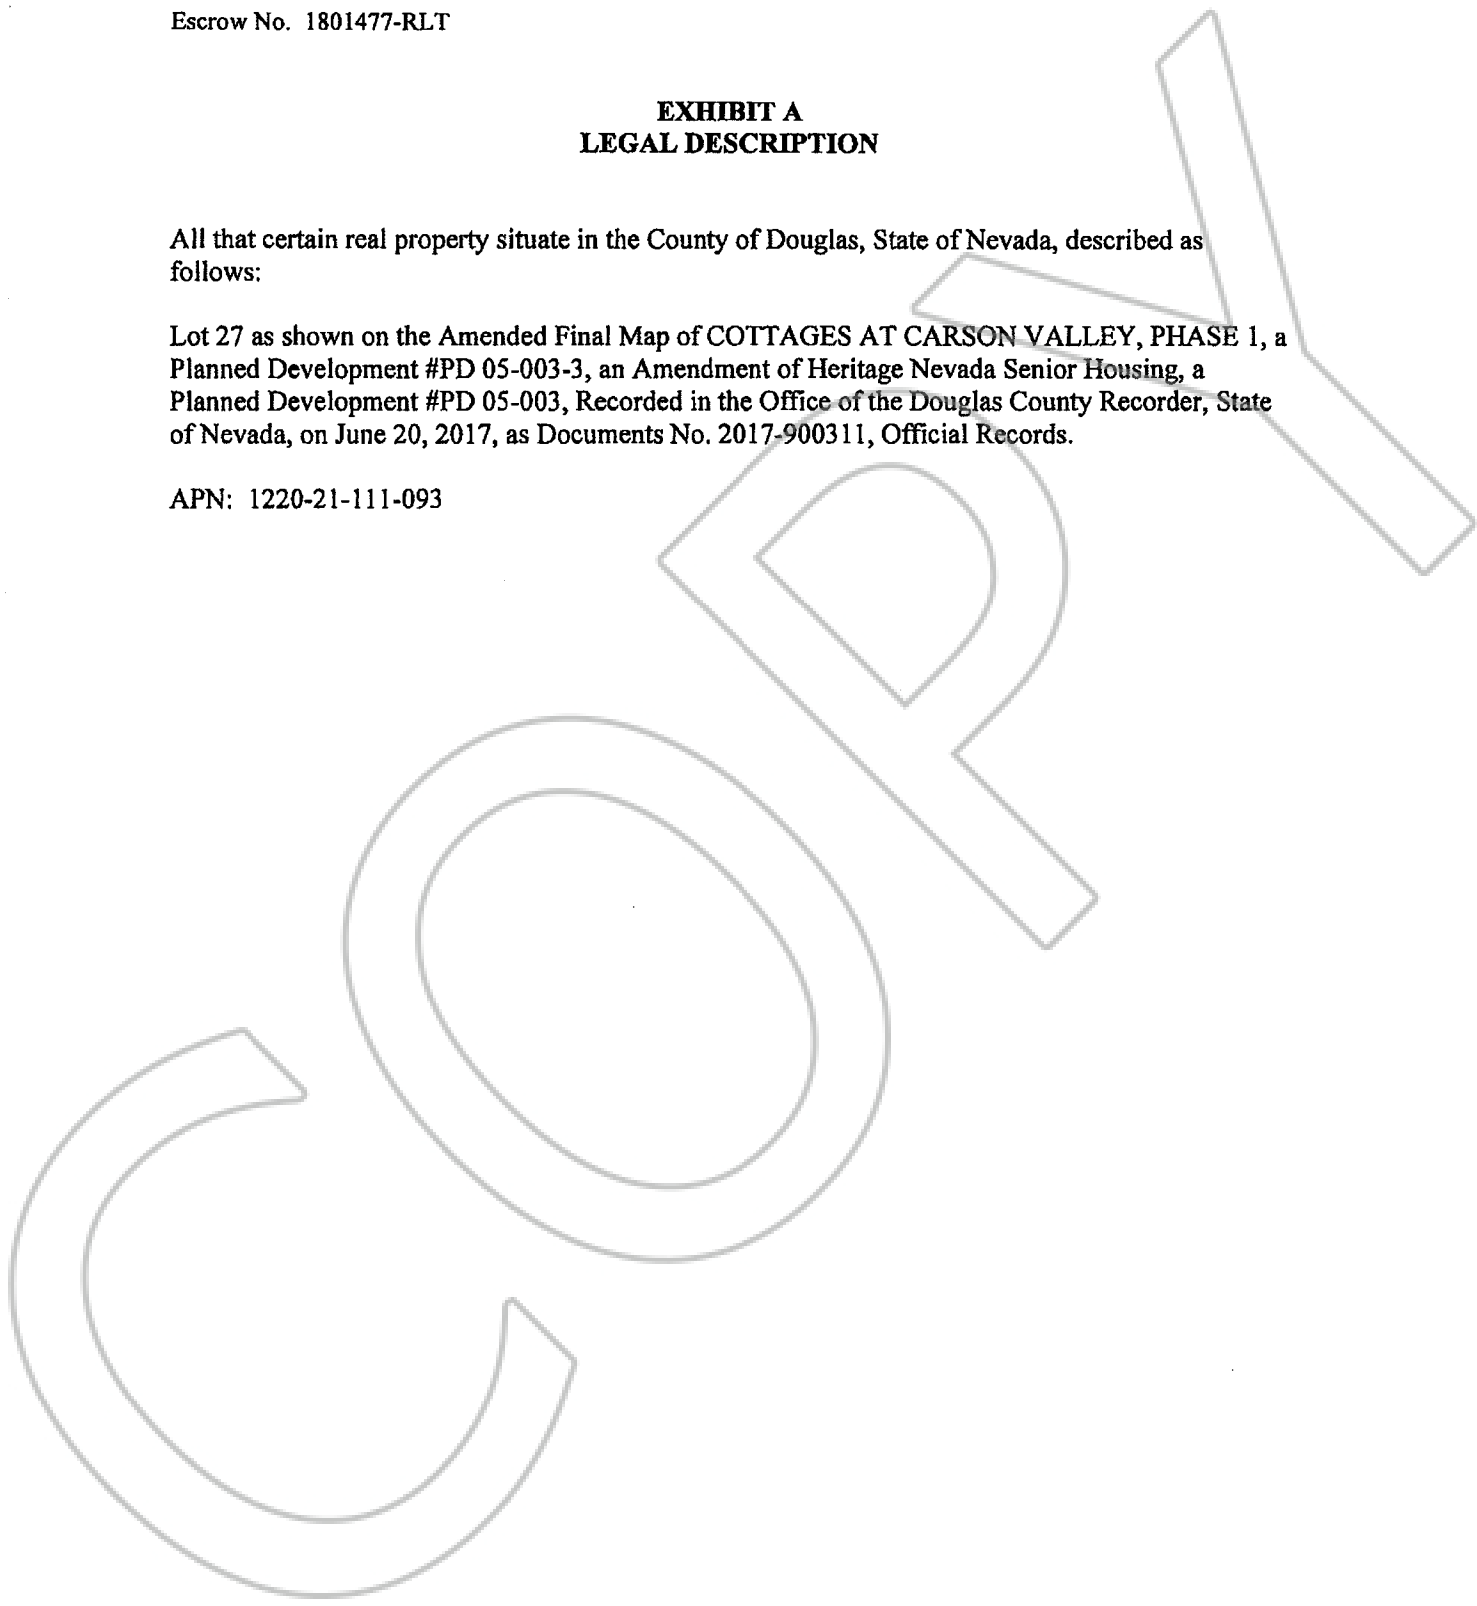 Escrow No. 1801477-RLT
EXHIBIT A
LEGAL DESCRIPTION
All that certain real property situate in the County of Douglas, State of Nevada, described as
follows:
Lot 27 as shown on the Amended Final Map of COTTAGES AT CARSON VALLEY, PHASE 1, a
Planned Development #PD 05-003-3, an Amendment of Heritage Nevada Senior Housing, a
Planned Development #PD 05-003, Recorded in the Office of the Douglas County Recorder, State
of Nevada, on June 20, 2017, as Documents No. 2017-900311, Official Records.
APN: 1220-21-111-093
COPY